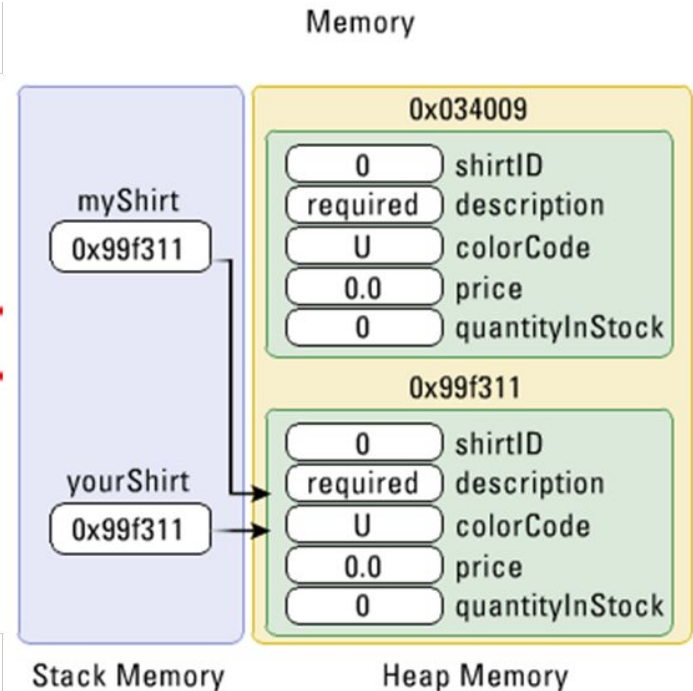 Memory
0x034009
0 shirtID
myShirt
required description
0x99f311
U colorCode
0.0 price
0 quantityInStock
0x99f311
0 shirtID
yourShirt
required description
0x99f311
U colorCode
0.0 price
0 quantityInStock
Stack Memory
Heap Memory